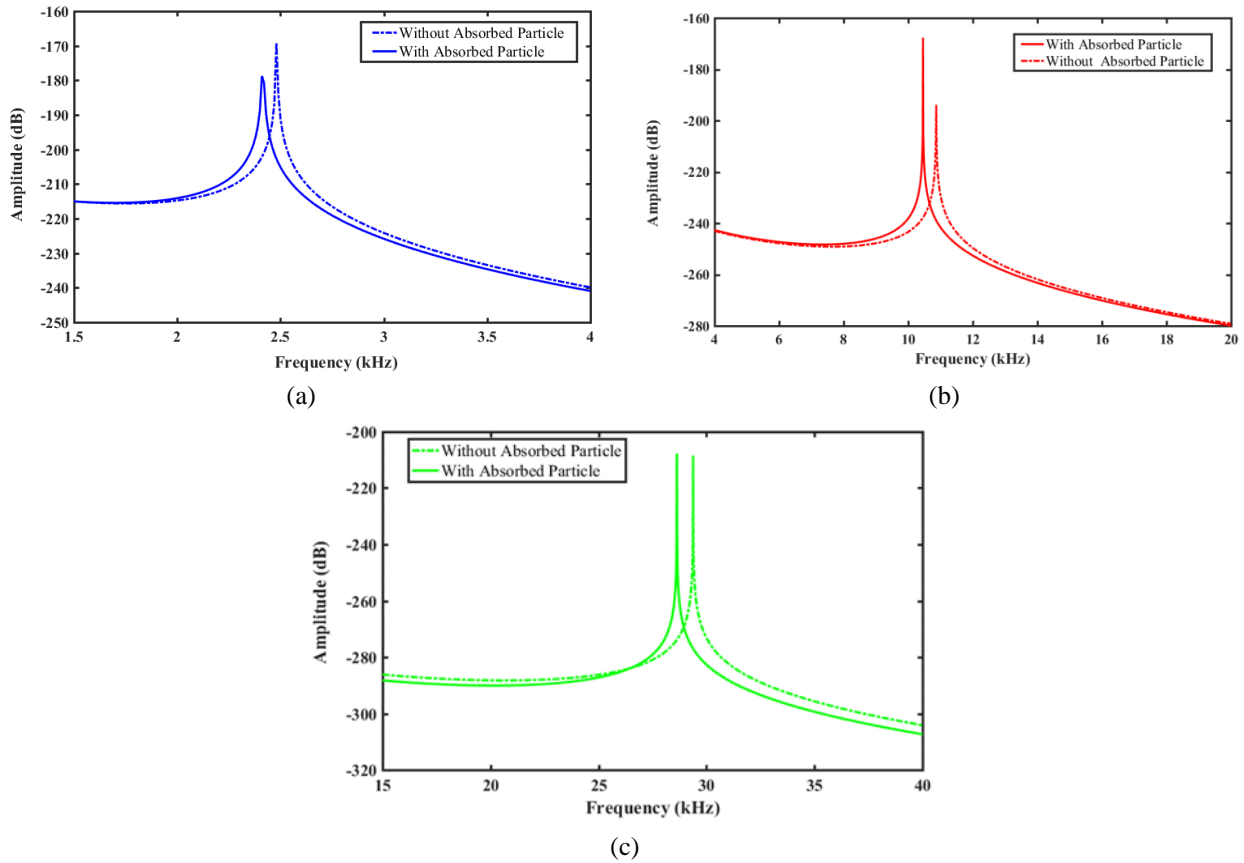 -160
-170
-180
-190
-200
-210
-220
-230
-240
-250
Amplitude (dB)
Without Absorbed Particle
With Absorbed Particle
1.5 2 2.5 3 3.5 4
Frequency (kHz)
(a)
-160
-180
-200
-220
-240
-260
-280
Amplitude (dB)
With Absorbed Particle
Without Absorbed Particle
4 6 8 10 12 14 16 18 20
Frequency (kHz)
(b)
-200
-220
-240
-260
-280
-300
-320
Amplitude (dB)
Without Absorbed Particle
With Absorbed Particle
15 20 25 30 35 40
Frequency (kHz)
(c)